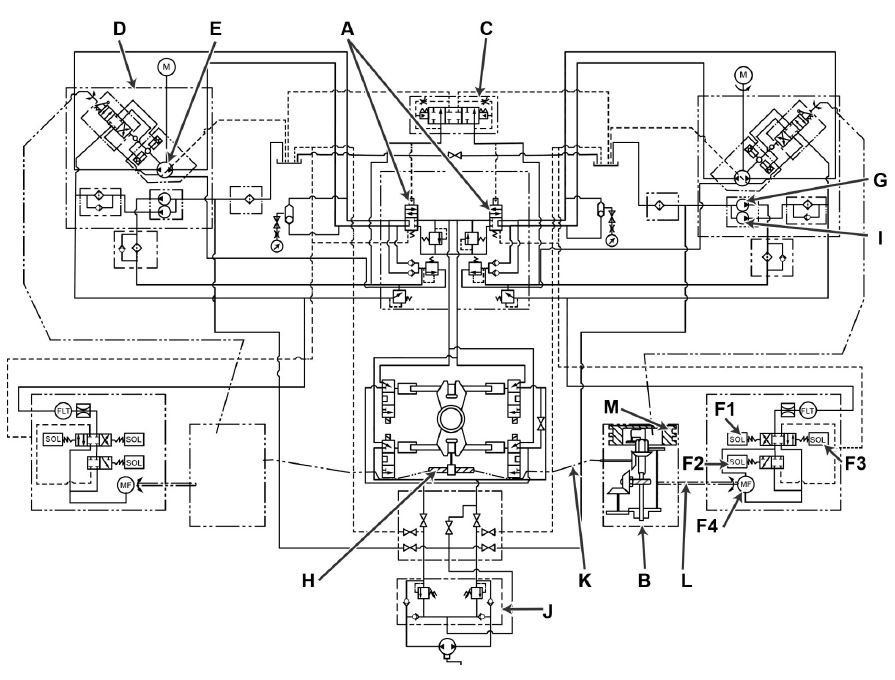 D E A C
M M
G
I
M F1
FLT FLT
SOL SOL SOL SOL
F2 F3
SOL SOL
MF MF
F4
H K B L
J